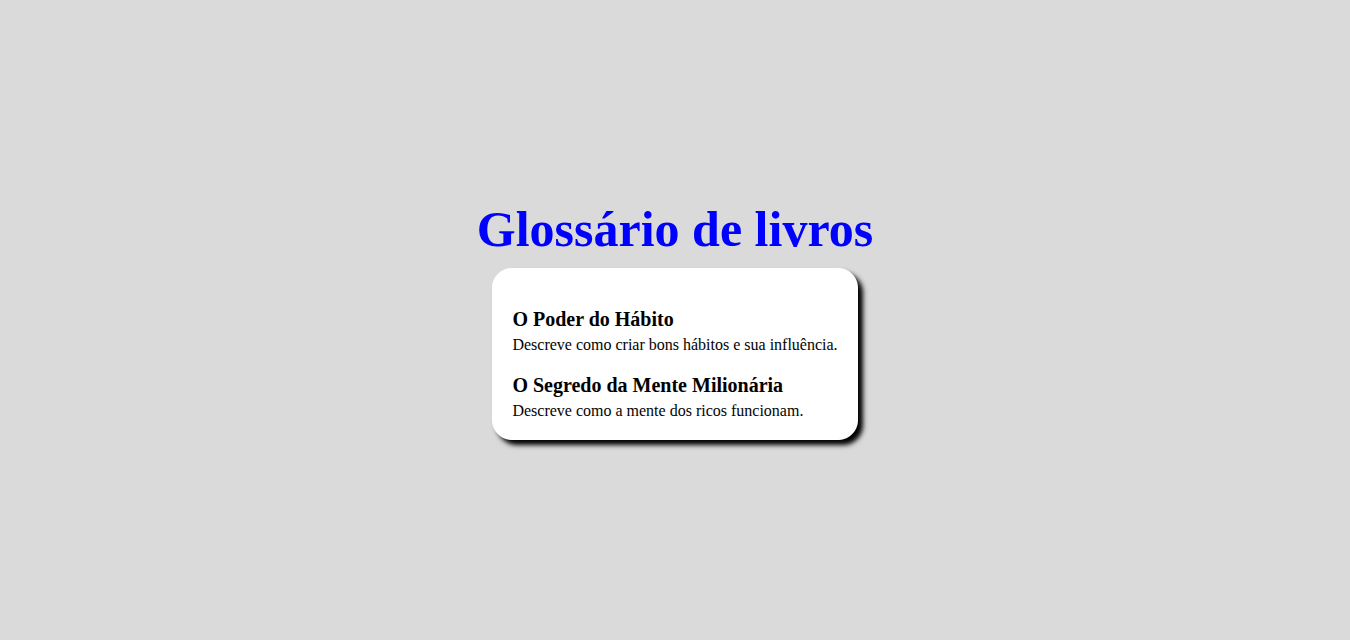 Glossário de livros
O Poder do Hábito
Descreve como criar bons hábitos e sua influência.
O Segredo da Mente Milionária
Descreve como a mente dos ricos funcionam.